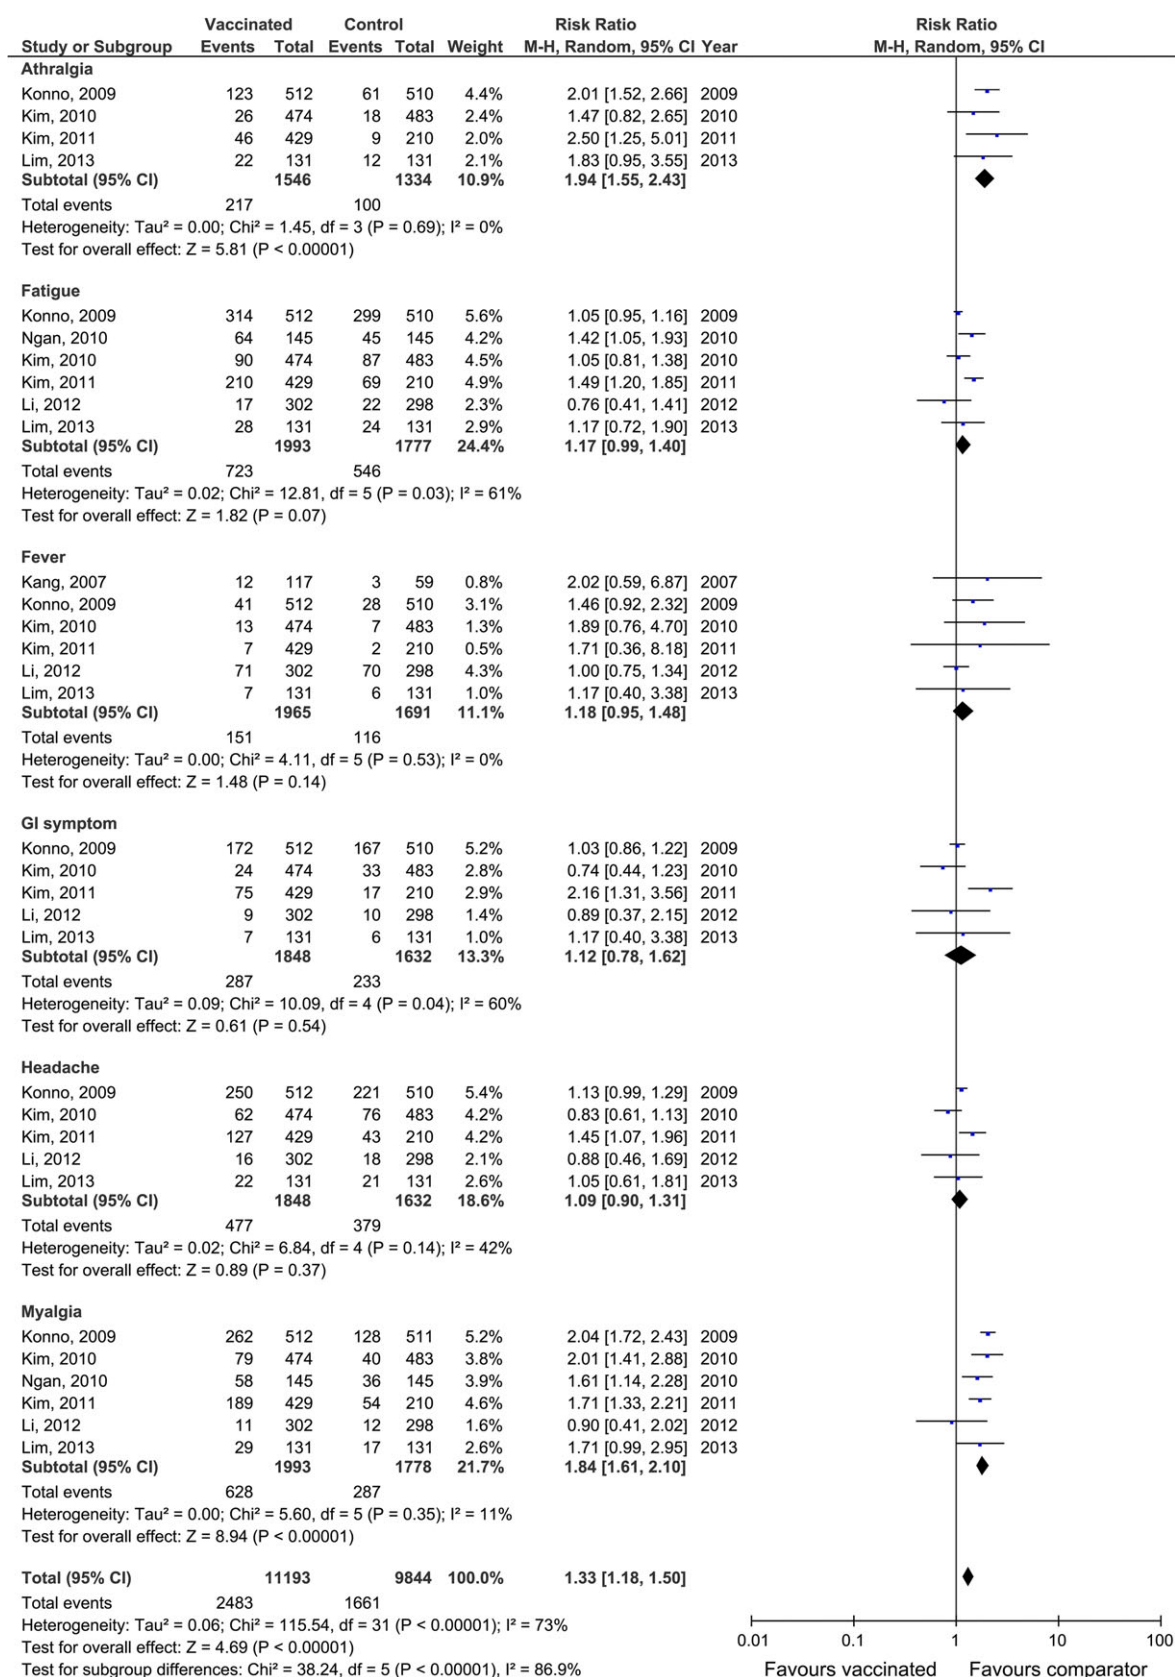 Vaccinated Control Risk Ratio Risk Ratio
Study or Subgroup Events Total Events Total Weight M-H, Random, 95% CI Year M-H, Random, 95% CI
Athralgia
Konno, 2009 123 512 61 510 4.4% 2.01 [1.52, 2.66] 2009
Kim, 2010 26 474 18 483 2.4% 1.47 [0.82, 2.65] 2010
Kim, 2011 46 429 9 210 2.0% 2.50 [1.25, 5.01] 2011
Lim, 2013 22 131 12 131 2.1% 1.83 [0.95, 3.55] 2013
Subtotal (95% CI) 1546 1334 10.9% 1.94 [1.55, 2.43]
Total events 217 100
Heterogeneity: Tau² = 0.00; Chi² = 1.45, df = 3 (P = 0.69); I² = 0%
Test for overall effect: Z = 5.81 (P < 0.00001)
Fatigue
Konno, 2009 314 512 299 510 5.6% 1.05 [0.95, 1.16] 2009
Ngan, 2010 64 145 45 145 4.2% 1.42 [1.05, 1.93] 2010
Kim, 2010 90 474 87 483 4.5% 1.05 [0.81, 1.38] 2010
Kim, 2011 210 429 69 210 4.9% 1.49 [1.20, 1.85] 2011
Li, 2012 17 302 22 298 2.3% 0.76 [0.41, 1.41] 2012
Lim, 2013 28 131 24 131 2.9% 1.17 [0.72, 1.90] 2013
Subtotal (95% CI) 1993 1777 24.4% 1.17 [0.99, 1.40]
Total events 723 546
Heterogeneity: Tau² = 0.02; Chi² = 12.81, df = 5 (P = 0.03); I² = 61%
Test for overall effect: Z = 1.82 (P = 0.07)
Fever
Kang, 2007 12 117 3 59 0.8% 2.02 [0.59, 6.87] 2007
Konno, 2009 41 512 28 510 3.1% 1.46 [0.92, 2.32] 2009
Kim, 2010 13 474 7 483 1.3% 1.89 [0.76, 4.70] 2010
Kim, 2011 7 429 2 210 0.5% 1.71 [0.36, 8.18] 2011
Li, 2012 71 302 70 298 4.3% 1.00 [0.75, 1.34] 2012
Lim, 2013 7 131 6 131 1.0% 1.17 [0.40, 3.38] 2013
Subtotal (95% CI) 1965 1691 11.1% 1.18 [0.95, 1.48]
Total events 151 116
Heterogeneity: Tau² = 0.00; Chi² = 4.11, df = 5 (P = 0.53); I² = 0%
Test for overall effect: Z = 1.48 (P = 0.14)
GI symptom
Konno, 2009 172 512 167 510 5.2% 1.03 [0.86, 1.22] 2009
Kim, 2010 24 474 33 483 2.8% 0.74 [0.44, 1.23] 2010
Kim, 2011 75 429 17 210 2.9% 2.16 [1.31, 3.56] 2011
Li, 2012 9 302 10 298 1.4% 0.89 [0.37, 2.15] 2012
Lim, 2013 7 131 6 131 1.0% 1.17 [0.40, 3.38] 2013
Subtotal (95% CI) 1848 1632 13.3% 1.12 [0.78, 1.62]
Total events 287 233
Heterogeneity: Tau² = 0.09; Chi² = 10.09, df = 4 (P = 0.04); I² = 60%
Test for overall effect: Z = 0.61 (P = 0.54)
Headache
Konno, 2009 250 512 221 510 5.4% 1.13 [0.99, 1.29] 2009
Kim, 2010 62 474 76 483 4.2% 0.83 [0.61, 1.13] 2010
Kim, 2011 127 429 43 210 4.2% 1.45 [1.07, 1.96] 2011
Li, 2012 16 302 18 298 2.1% 0.88 [0.46, 1.69] 2012
Lim, 2013 22 131 21 131 2.6% 1.05 [0.61, 1.81] 2013
Subtotal (95% CI) 1848 1632 18.6% 1.09 [0.90, 1.31]
Total events 477 379
Heterogeneity: Tau² = 0.02; Chi² = 6.84, df = 4 (P = 0.14); I² = 42%
Test for overall effect: Z = 0.89 (P = 0.37)
Myalgia
Konno, 2009 262 512 128 511 5.2% 2.04 [1.72, 2.43] 2009
Kim, 2010 79 474 40 483 3.8% 2.01 [1.41, 2.88] 2010
Ngan, 2010 58 145 36 145 3.9% 1.61 [1.14, 2.28] 2010
Kim, 2011 189 429 54 210 4.6% 1.71 [1.33, 2.21] 2011
Li, 2012 11 302 12 298 1.6% 0.90 [0.41, 2.02] 2012
Lim, 2013 29 131 17 131 2.6% 1.71 [0.99, 2.95] 2013
Subtotal (95% CI) 1993 1778 21.7% 1.84 [1.61, 2.10]
Total events 628 287
Heterogeneity: Tau² = 0.00; Chi² = 5.60, df = 5 (P = 0.35); I² = 11%
Test for overall effect: Z = 8.94 (P < 0.00001)
Total (95% CI) 11193 9844 100.0% 1.33 [1.18, 1.50]
Total events 2483 1661
Heterogeneity: Tau² = 0.06; Chi² = 115.54, df = 31 (P < 0.00001); I² = 73%
Test for overall effect: Z = 4.69 (P < 0.00001)
Test for subgroup differences: Chi² = 38.24, df = 5 (P < 0.00001), I² = 86.9%
0.01 0.1 1 10 100
Favours vaccinated Favours comparator